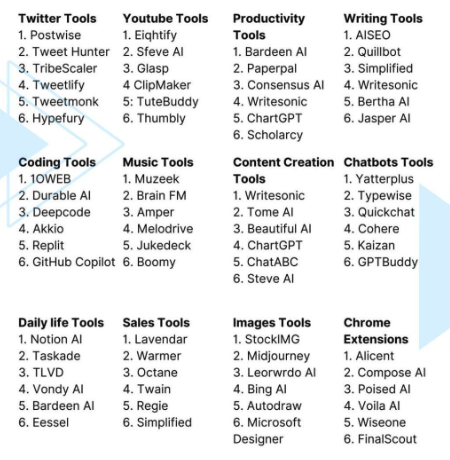 Twitter Tools
1. Postwise
2. Tweet Hunter
3. TribeScaler
4. Tweetlify
5. Tweetmonk
6. Hypefury
Youtube Tools
1. Eiqhtify
2. Sfeve AI
3. Glasp
4 ClipMaker
5: TuteBuddy
6. Thumbly
Productivity
Tools
1. Bardeen AI
2. Paperpal
3. Consensus AI
4. Writesonic
5. ChartGPT
6. Scholarcy
Writing Tools
1. AISEO
2. Quillbot
3. Simplified
4. Writesonic
5. Bertha AI
6. Jasper AI
Coding Tools
1. 1OWEB
2. Durable AI
3. Deepcode
4. Akkio
5. Replit
6. GitHub Copilot
Music Tools
1. Muzeek
2. Brain FM
3. Amper
4. Melodrive
5. Jukedeck
6. Boomy
Content Creation
Tools
1. Writesonic
2. Tome AI
3. Beautiful AI
4. ChartGPT
5. ChatABC
6. Steve AI
Chatbots Tools
1. Yatterplus
2. Typewise
3. Quickchat
4. Cohere
5. Kaizan
6. GPTBuddy
Daily life Tools
1. Notion AI
2. Taskade
3. TLVD
4. Vondy AI
5. Bardeen AI
6. Eessel
Sales Tools
1. Lavendar
2. Warmer
3. Octane
4. Twain
5. Regie
6. Simplified
Images Tools
1. StockIMG
2. Midjourney
3. Leorwrdo AI
4. Bing AI
5. Autodraw
6. Microsoft
Designer
Chrome
Extensions
1. Alicent
2. Compose AI
3. Poised AI
4. Voila AI
5. Wiseone
6. FinalScout